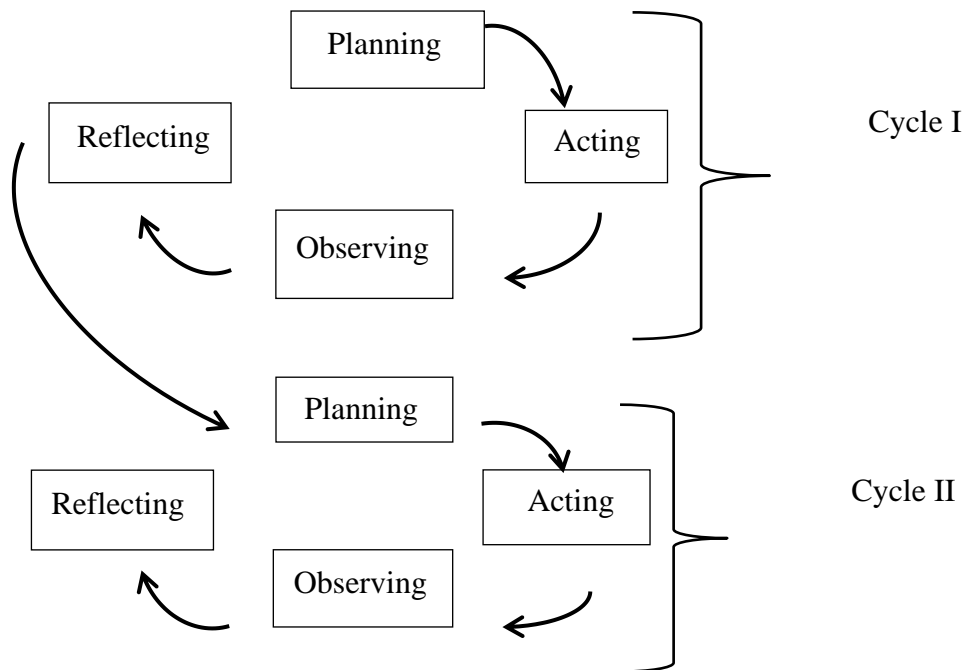 Planning
Reflecting
Acting
Cycle I
Observing
Planning
Reflecting
Acting
Cycle II
Observing